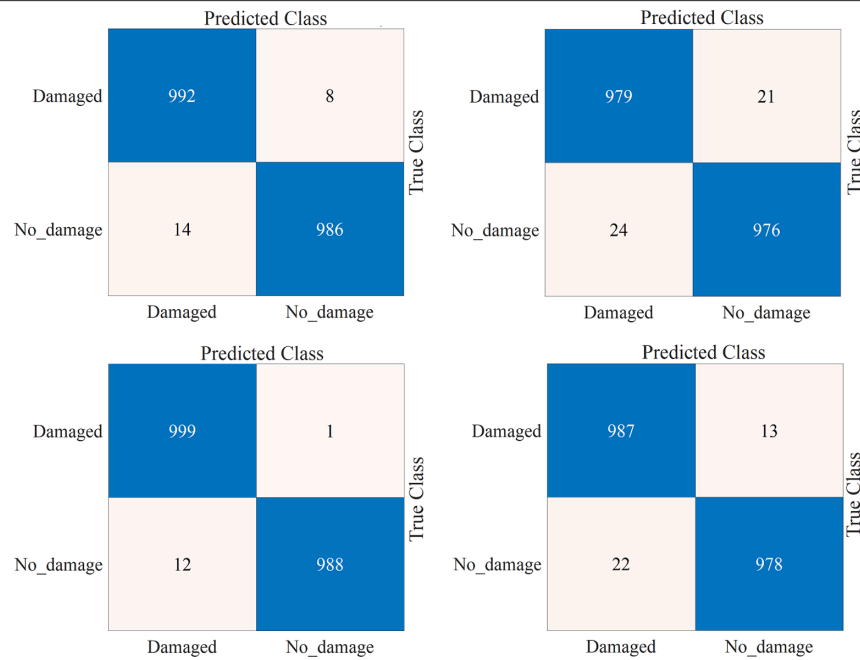 Predicted Class
Damaged 992 8
No_damage 14 986
True Class
Damaged No_damage
Predicted Class
Damaged 979 21
No_damage 24 976
True Class
Damaged No_damage
Predicted Class
Damaged 999 1
No_damage 12 988
True Class
Damaged No_damage
Predicted Class
Damaged 987 13
No_damage 22 978
True Class
Damaged No_damage